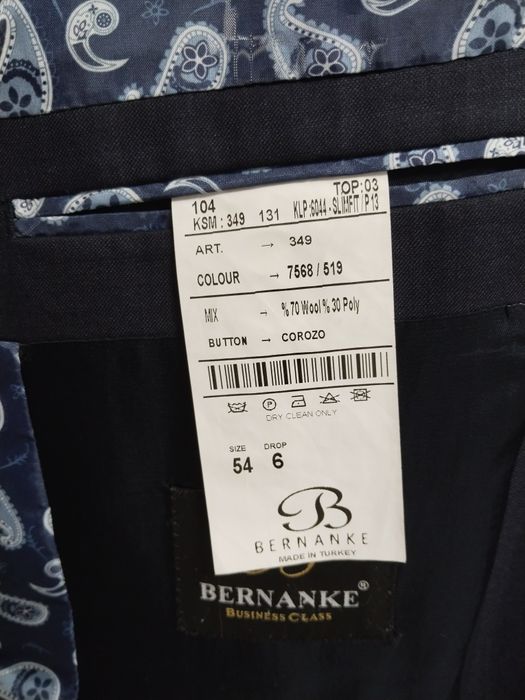 104 TOP:03
KSM : 349 131 KLP:6044 - SLIMFIT / P13
ART. → 349
COLOUR → 7568 / 519
MIX → %70 Wool %30 Poly
BUTTON → COROZO
P
DRY CLEAN ONLY
SIZE DROP
54 6
B
BERNANKE
MADE IN TURKEY
BERNANKE®
BUSINESS CLASS